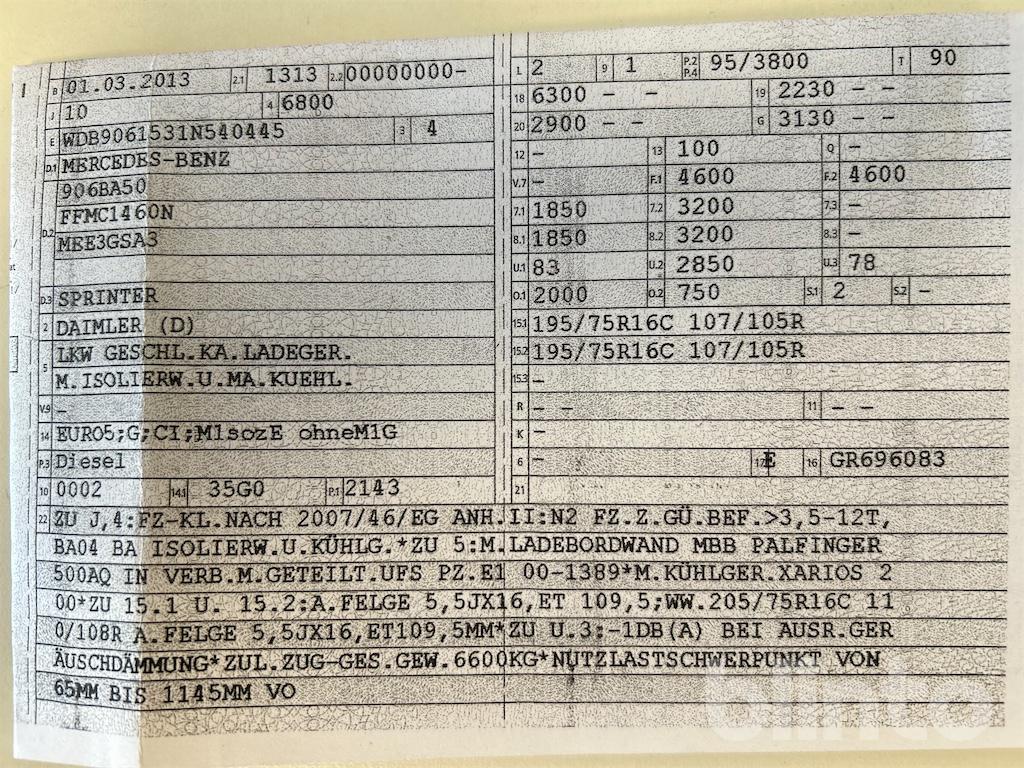 B 01.03.2013 2.1 1313 2.2 00000000-
J 10 4 6800
E WDB9061531N540445 3 4
D.1 MERCEDES-BENZ
906BA50
FFMC1460N
D.2 MEE3GSA3
D.3 SPRINTER
2 DAIMLER (D)
5 LKW GESCHL.KA.LADEGER.
M.ISOLIERW.U.MA.KUEHL.
V.9 –
14 EURO5;G;CI;M1sozE ohneM1G
P.3 Diesel
10 0002 14.1 35G0 P.1 2143
L 2 9 1 P.2 P.4 95/3800 T 90
18 6300 – – 19 2230 – –
20 2900 – – G 3130 – –
12 – 13 100 Q –
V.7 – F.1 4600 F.2 4600
7.1 1850 7.2 3200 7.3 –
8.1 1850 8.2 3200 8.3 –
U.1 83 U.2 2850 U.3 78
O.1 2000 O.2 750 S.1 2 S.2 –
15.1 195/75R16C 107/105R
15.2 195/75R16C 107/105R
15.3 –
R – – 11 – –
K –
6 – 17 E 16 GR696083
21
22 ZU J,4:FZ-KL.NACH 2007/46/EG ANH.II:N2 FZ.Z.GÜ.BEF.>3,5-12T,
BA04 BA ISOLIERW.U.KÜHLG.*ZU 5:M.LADEBORDWAND MBB PALFINGER
500AQ IN VERB.M.GETEILT.UFS PZ.E1 00-1389*M.KÜHLGER.XARIOS 2
00*ZU 15.1 U. 15.2:A.FELGE 5,5JX16,ET 109,5;WW.205/75R16C 11
0/108R A.FELGE 5,5JX16,ET109,5MM*ZU U.3:-1DB(A) BEI AUSR.GER
ÄUSCHDÄMMUNG*ZUL.ZUG-GES.GEW.6600KG*NUTZLASTSCHWERPUNKT VON
65MM BIS 1145MM VO
blinto